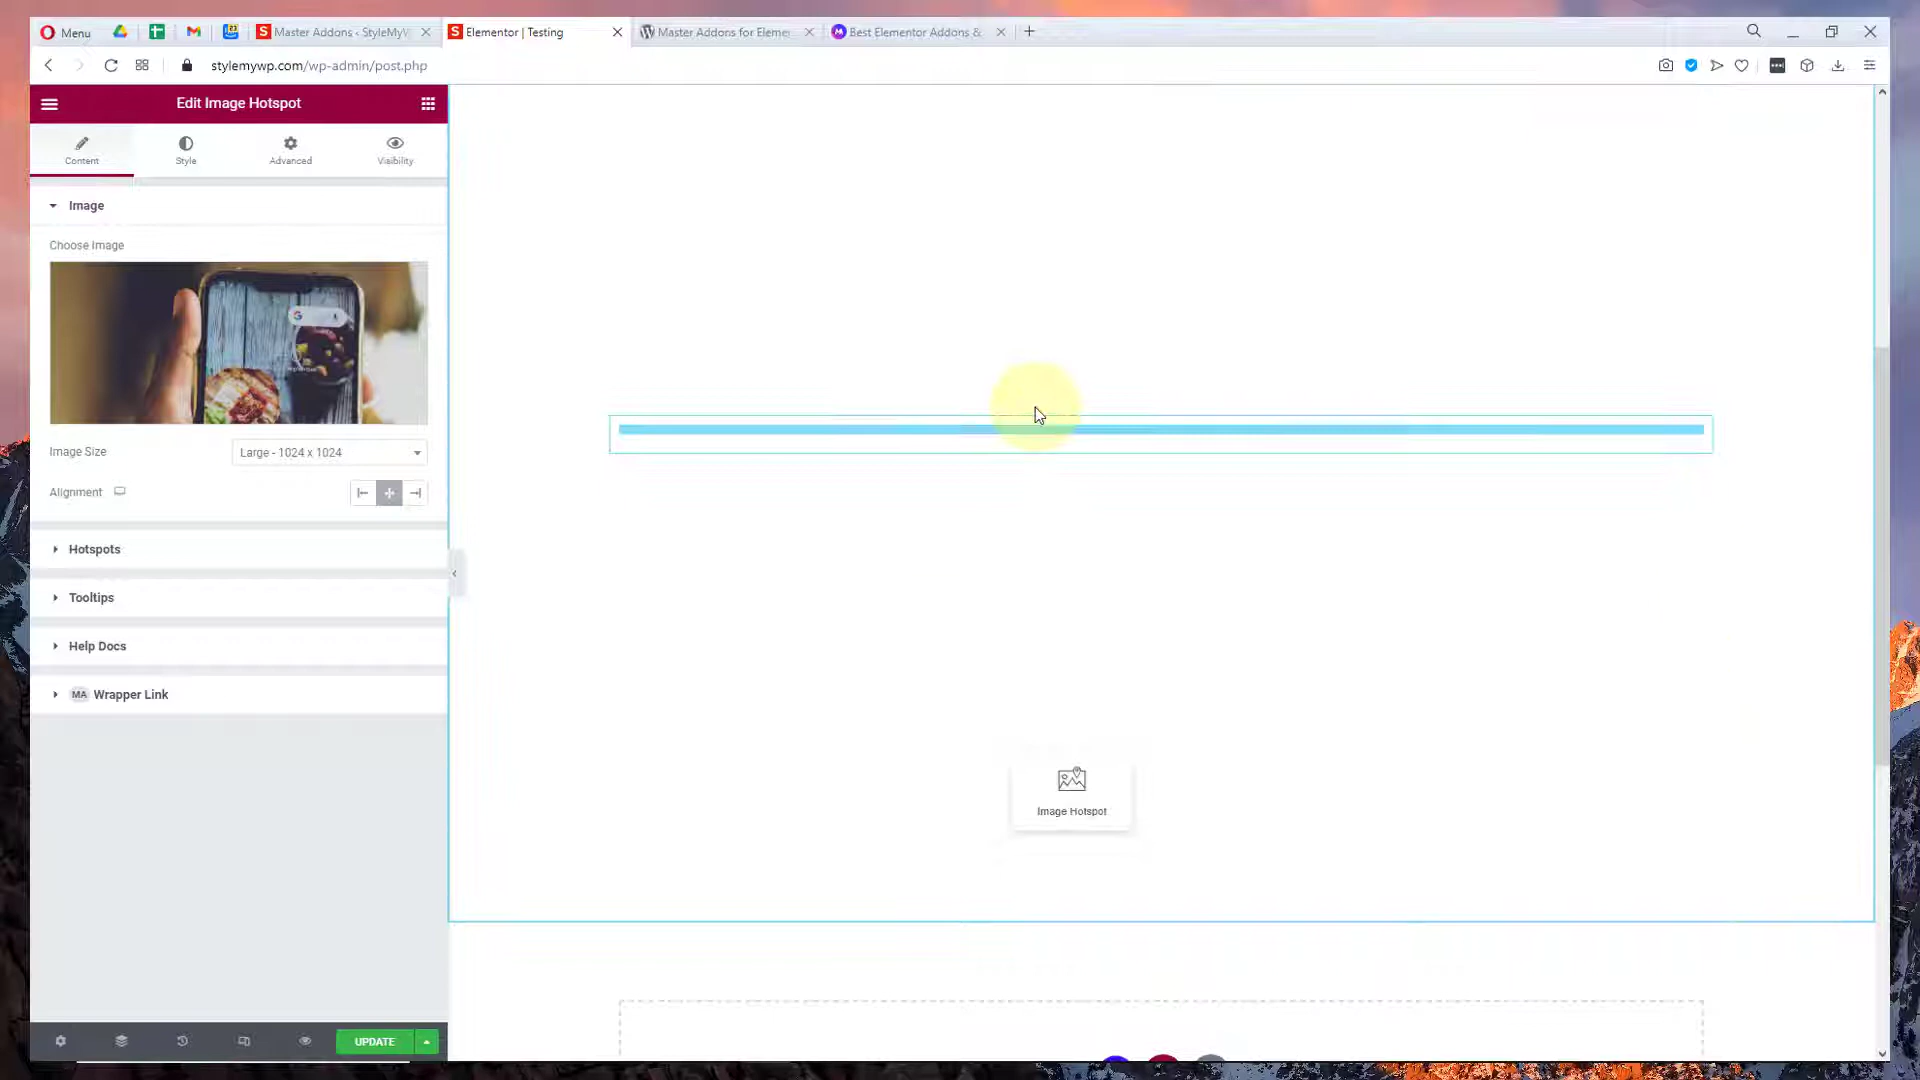 Menu
23
Master Addons ‹ StyleMyV
Elementor | Testing
Master Addons for Eleme
Best Elementor Addons &
stylemywp.com/wp-admin/post.php
Edit Image Hotspot
Content
Style
Advanced
Visibility
Image
Choose Image
G
Image Size
Large - 1024 x 1024
Alignment
Hotspots
Tooltips
Help Docs
MA Wrapper Link
Image Hotspot
UPDATE